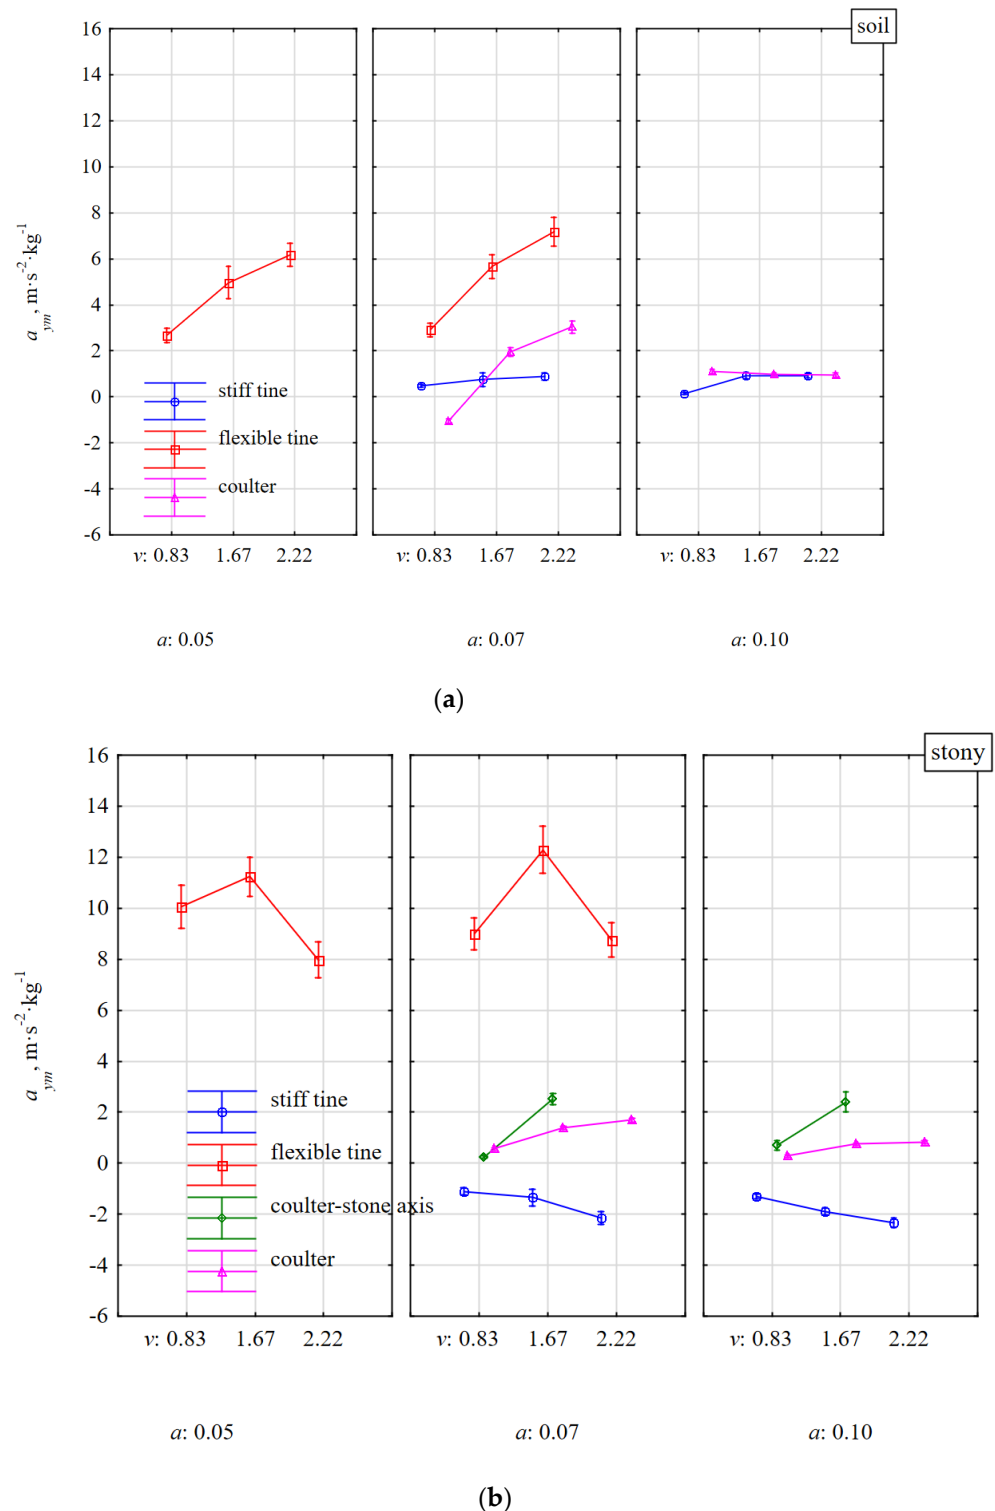 soil
16
14
12
10
8
6
4
2
0
-2
-4
-6
a ym , m·s-2·kg-1
stiff tine
flexible tine
coulter
v: 0.83 1.67 2.22 v: 0.83 1.67 2.22 v: 0.83 1.67 2.22
a: 0.05 a: 0.07 a: 0.10
(a)
stony
16
14
12
10
8
6
4
2
0
-2
-4
-6
a ym , m·s-2·kg-1
stiff tine
flexible tine
coulter-stone axis
coulter
v: 0.83 1.67 2.22 v: 0.83 1.67 2.22 v: 0.83 1.67 2.22
a: 0.05 a: 0.07 a: 0.10
(b)